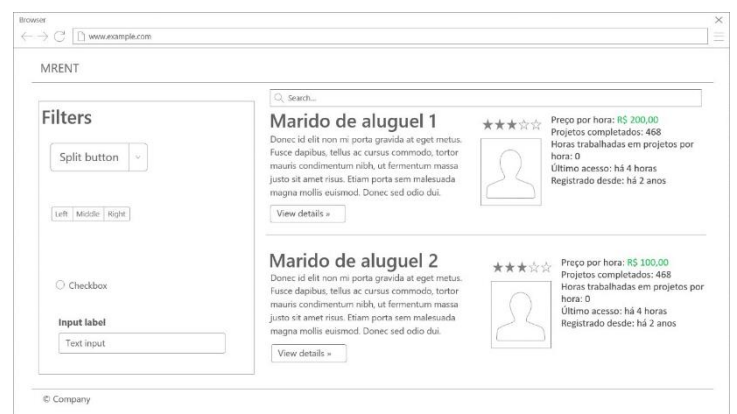 Browser
www.example.com
MRENT
Search...
Filters
Split button
Left Middle Right
Checkbox
Input label
Text input
Marido de aluguel 1
Donec id elit non mi porta gravida at eget metus.
Fusce dapibus, tellus ac cursus commodo, tortor
mauris condimentum nibh, ut fermentum massa
justo sit amet risus. Etiam porta sem malesuada
magna mollis euismod. Donec sed odio dui.
View details »
Preço por hora: R$ 200,00
Projetos completados: 468
Horas trabalhadas em projetos por
hora: 0
Último acesso: há 4 horas
Registrado desde: há 2 anos
Marido de aluguel 2
Donec id elit non mi porta gravida at eget metus.
Fusce dapibus, tellus ac cursus commodo, tortor
mauris condimentum nibh, ut fermentum massa
justo sit amet risus. Etiam porta sem malesuada
magna mollis euismod. Donec sed odio dui.
View details »
Preço por hora: R$ 100,00
Projetos completados: 468
Horas trabalhadas em projetos por
hora: 0
Último acesso: há 4 horas
Registrado desde: há 2 anos
© Company